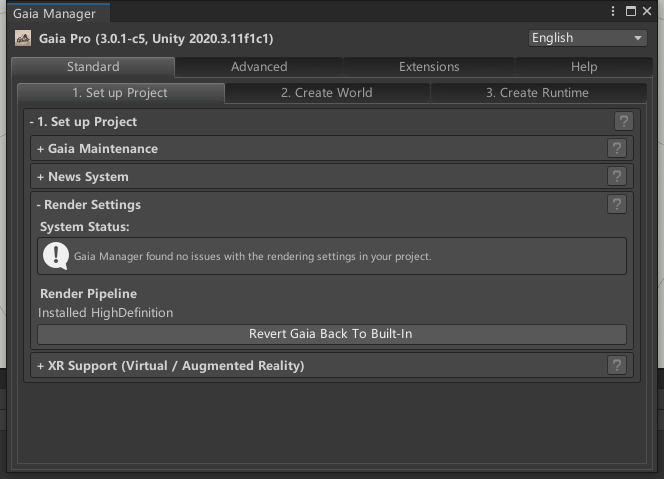 Gaia Manager
Gaia Pro (3.0.1-c5, Unity 2020.3.11f1c1)
English
Standard
Advanced
Extensions
Help
1. Set up Project
2. Create World
3. Create Runtime
- 1. Set up Project
?
+ Gaia Maintenance
?
+ News System
?
- Render Settings
?
System Status:
Gaia Manager found no issues with the rendering settings in your project.
Render Pipeline
Installed HighDefinition
Revert Gaia Back To Built-In
+ XR Support (Virtual / Augmented Reality)
?